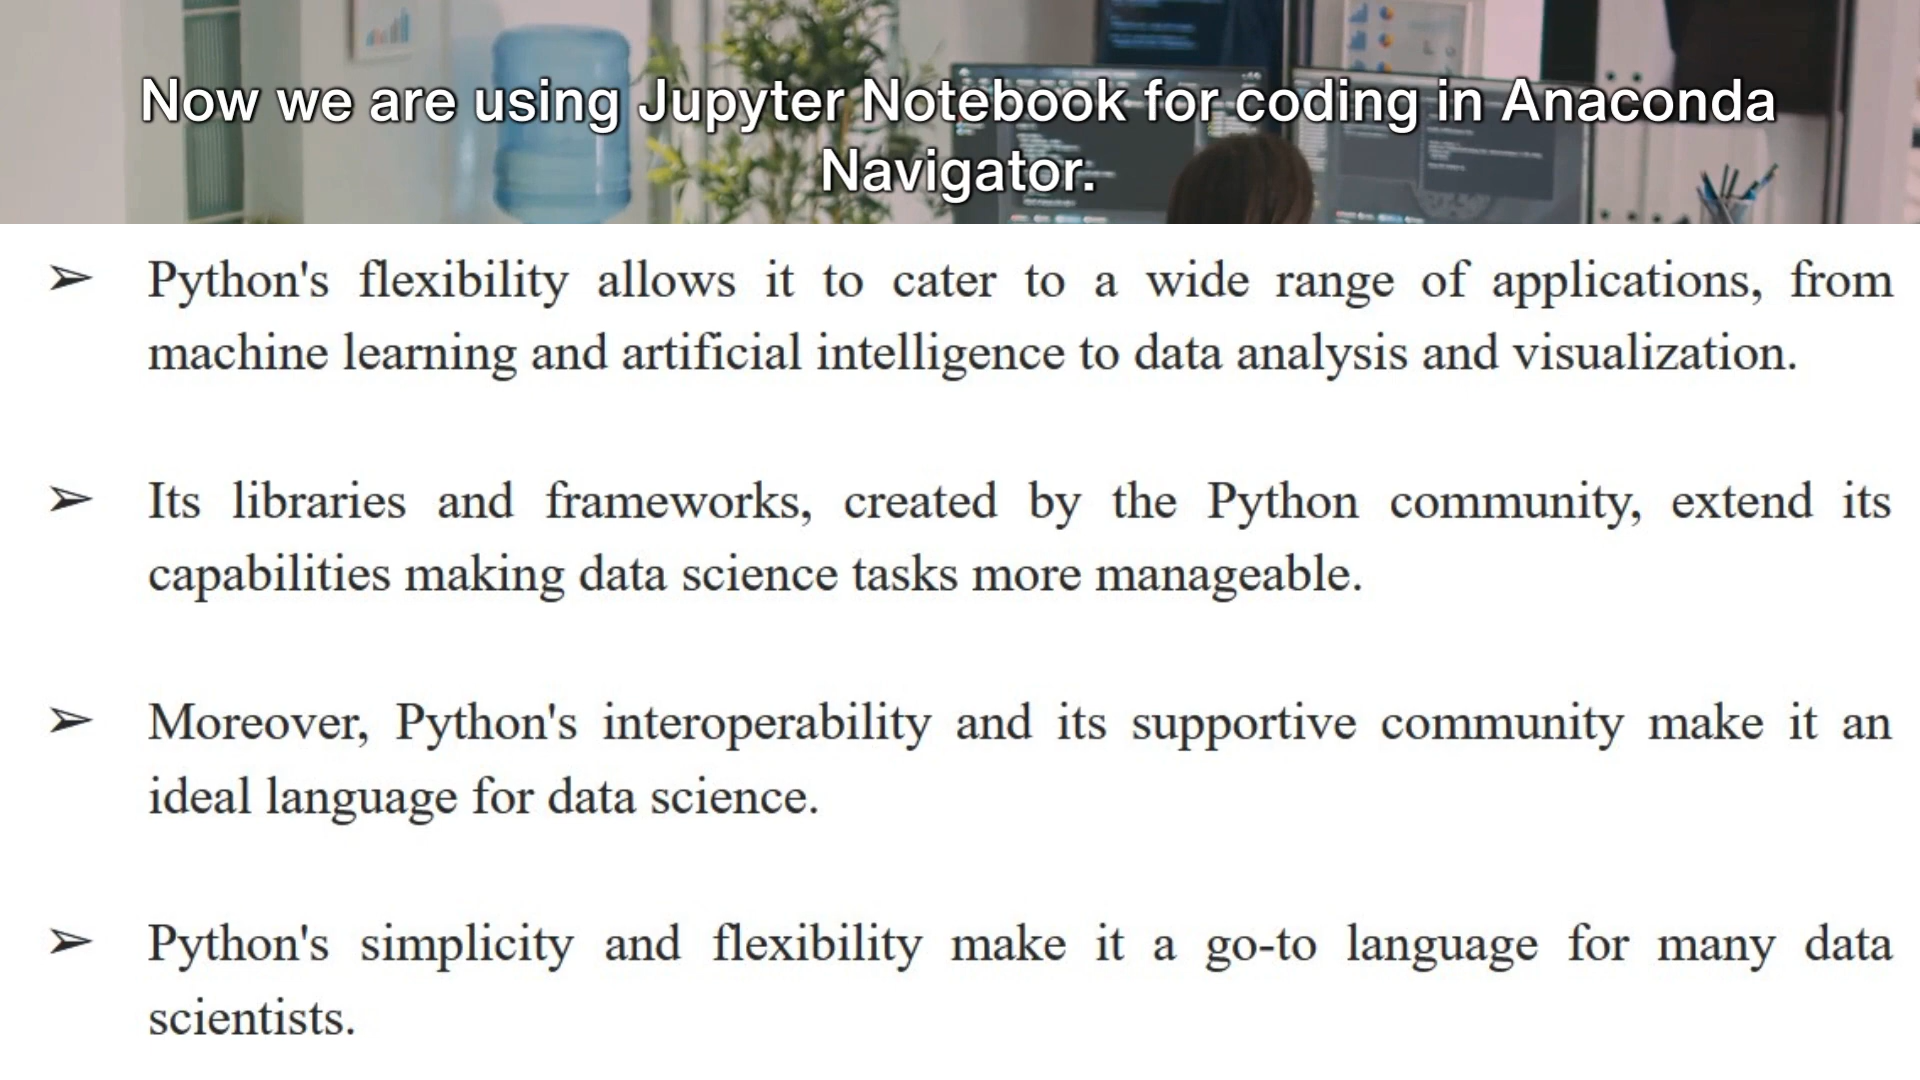 Now we are using Jupyter Notebook for coding in Anaconda
Navigator.
➢ Python's flexibility allows it to cater to a wide range of applications, from
machine learning and artificial intelligence to data analysis and visualization.
➢ Its libraries and frameworks, created by the Python community, extend its
capabilities making data science tasks more manageable.
➢ Moreover, Python's interoperability and its supportive community make it an
ideal language for data science.
➢ Python's simplicity and flexibility make it a go-to language for many data
scientists.